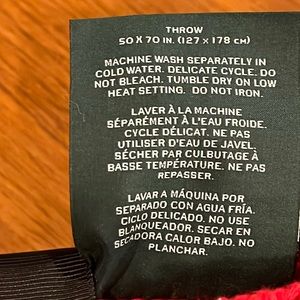 THROW
50 X 70 IN. (127 x 178 CM)
MACHINE WASH SEPARATELY IN
COLD WATER. DELICATE CYCLE. DO
NOT BLEACH. TUMBLE DRY ON LOW
HEAT SETTING. DO NOT IRON.
LAVER À LA MACHINE
SÉPARÉMENT À L'EAU FROIDE.
CYCLE DÉLICAT. NE PAS
UTILISER D'EAU DE JAVEL.
SÉCHER PAR CULBUTAGE À
BASSE TEMPÉRATURE. NE PAS
REPASSER.
LAVAR A MÁQUINA POR
SEPARADO CON AGUA FRÍA.
CICLO DELICADO. NO USE
BLANQUEADOR. SECAR EN
SECADORA CALOR BAJO. NO
PLANCHAR.